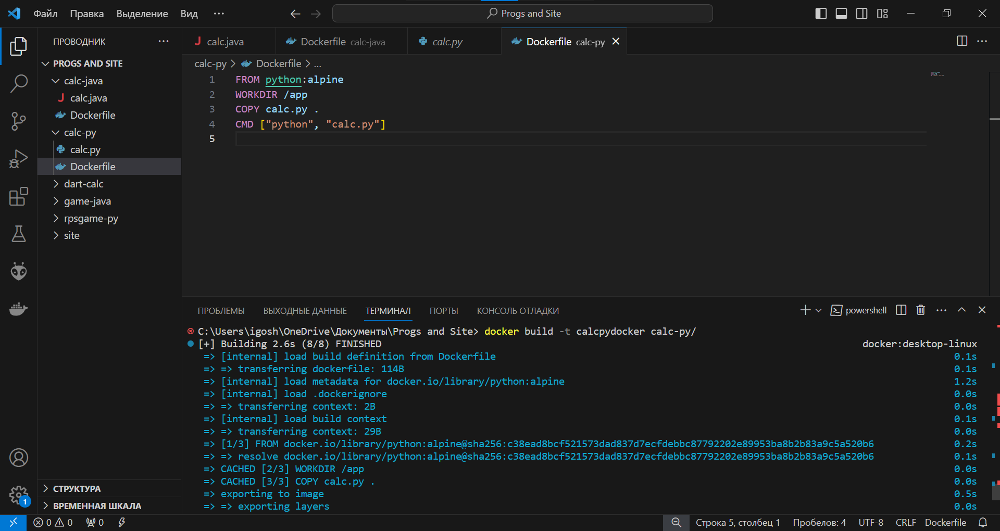 Файл Правка Выделение Вид ··· Progs and Site
ПРОВОДНИК ···
PROGS AND SITE
calc-java
calc.java
Dockerfile
calc-py
calc.py
Dockerfile
dart-calc
game-java
rpsgame-py
site
СТРУКТУРА
ВРЕМЕННАЯ ШКАЛА
calc.java Dockerfile calc-java calc.py Dockerfile calc-py
calc-py > Dockerfile > ...
1 FROM python:alpine
2 WORKDIR /app
3 COPY calc.py .
4 CMD ["python", "calc.py"]
5
ПРОБЛЕМЫ ВЫХОДНЫЕ ДАННЫЕ ТЕРМИНАЛ ПОРТЫ КОНСОЛЬ ОТЛАДКИ powershell
C:\Users\igosh\OneDrive\Документы\Progs and Site> docker build -t calcpydocker calc-py/
[+] Building 2.6s (8/8) FINISHED docker:desktop-linux
=> [internal] load build definition from Dockerfile 0.1s
=> => transferring dockerfile: 114B 0.1s
=> [internal] load metadata for docker.io/library/python:alpine 1.2s
=> [internal] load .dockerignore 0.0s
=> => transferring context: 2B 0.0s
=> [internal] load build context 0.1s
=> => transferring context: 29B 0.0s
=> [1/3] FROM docker.io/library/python:alpine@sha256:c38ead8bcf521573dad837d7ecfdebbc87792202e89953ba8b2b83a9c5a520b6 0.2s
=> => resolve docker.io/library/python:alpine@sha256:c38ead8bcf521573dad837d7ecfdebbc87792202e89953ba8b2b83a9c5a520b6 0.1s
=> CACHED [2/3] WORKDIR /app 0.0s
=> CACHED [3/3] COPY calc.py . 0.0s
=> exporting to image 0.5s
=> => exporting layers 0.0s
1
0 0 0 Строка 5, столбец 1 Пробелов: 4 UTF-8 CRLF Dockerfile